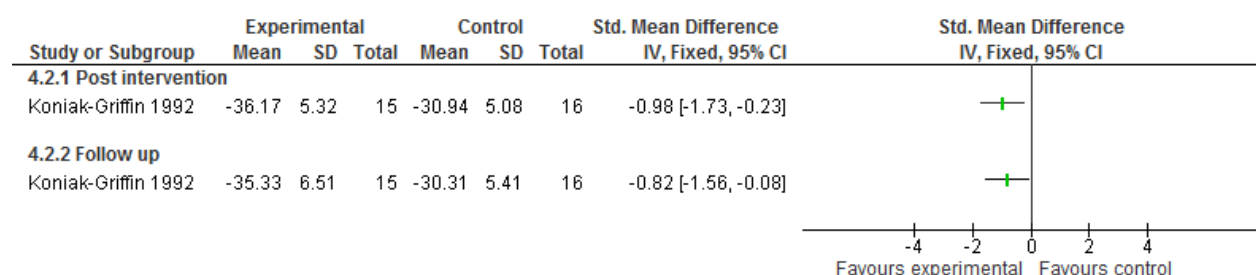 Experimental Control Std. Mean Difference Std. Mean Difference
Study or Subgroup Mean SD Total Mean SD Total IV, Fixed, 95% CI IV, Fixed, 95% CI
4.2.1 Post intervention
Koniak-Griffin 1992 -36.17 5.32 15 -30.94 5.08 16 -0.98 [-1.73, -0.23]
4.2.2 Follow up
Koniak-Griffin 1992 -35.33 6.51 15 -30.31 5.41 16 -0.82 [-1.56, -0.08]
-4 -2 0 2 4
Favours experimental Favours control